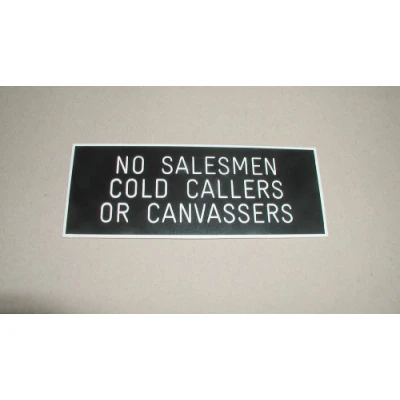 NO SALESMEN
COLD CALLERS
OR CANVASSERS